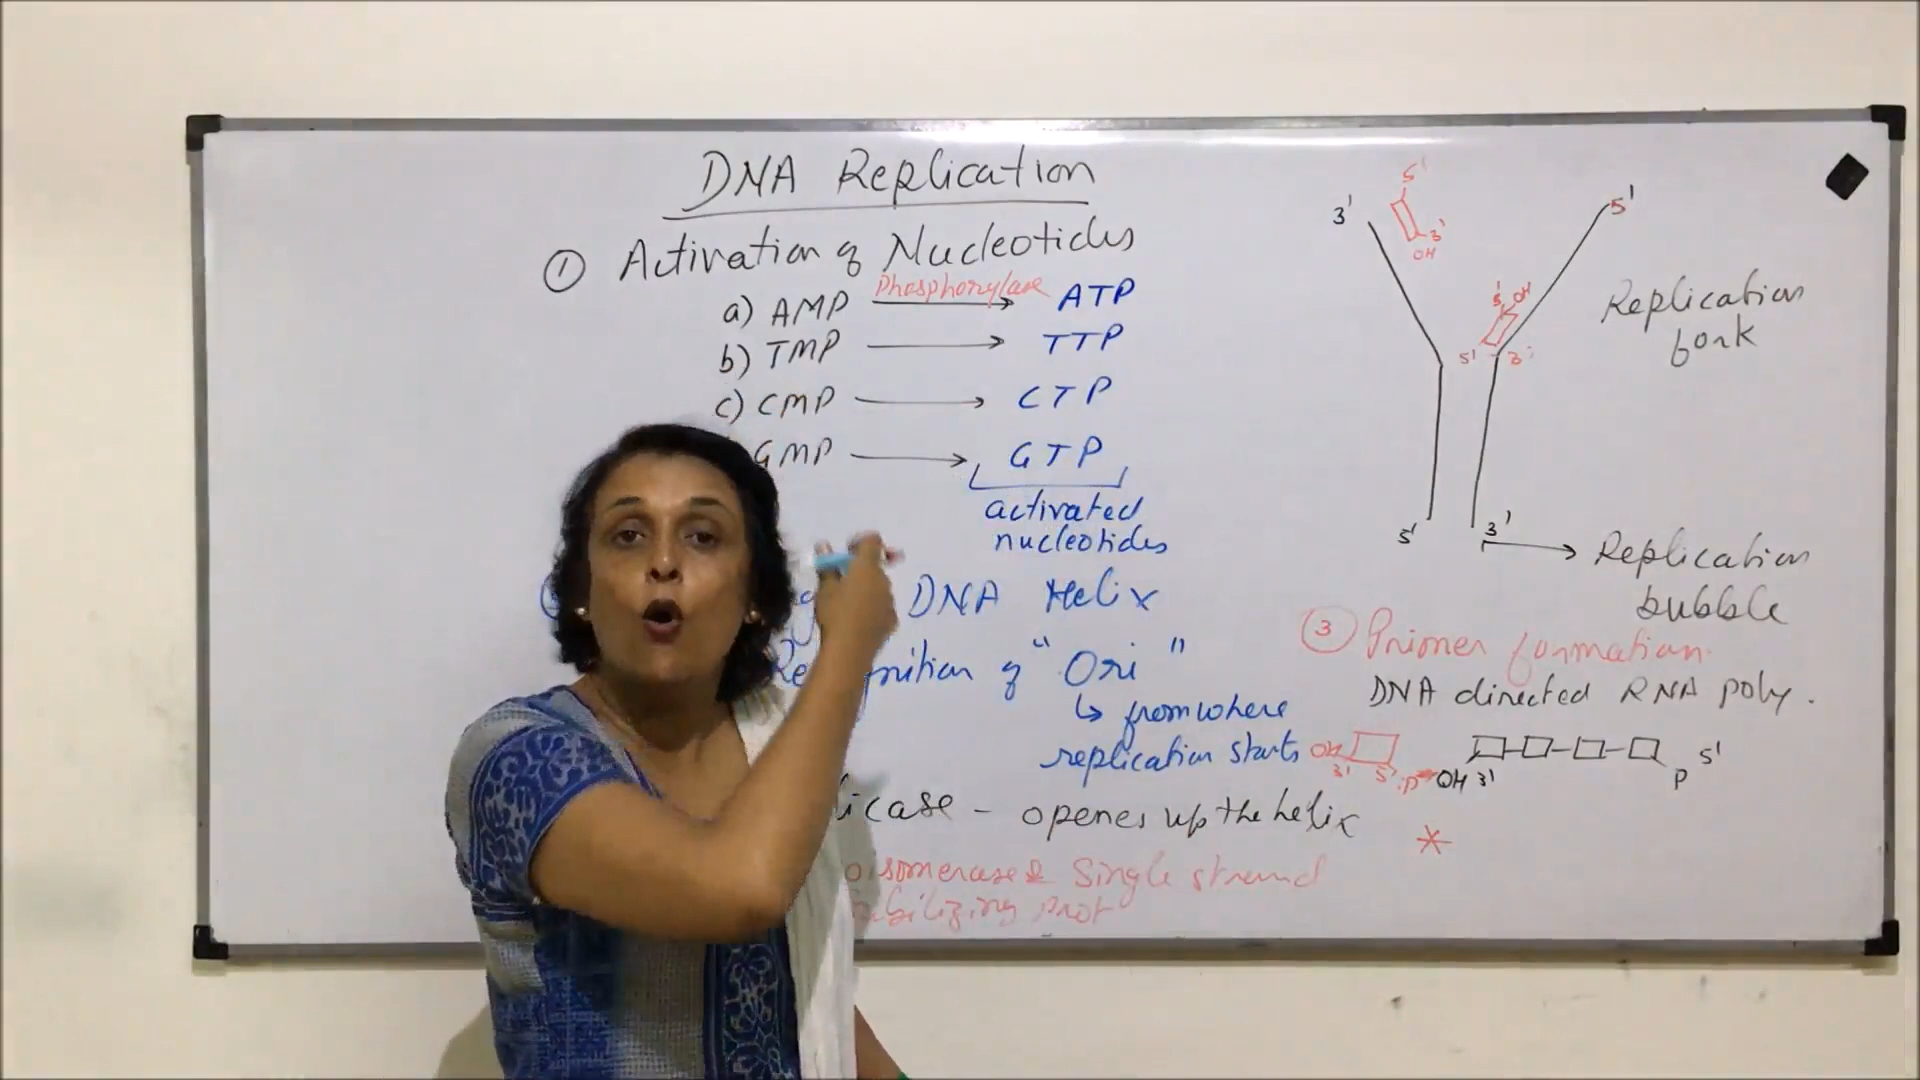 DNA Replication
① Activation of Nucleotides
Phosphorylase
a) AMP → ATP
b) TMP → TTP
c) CMP → CTP
GMP → GTP
activated
nucleotides
DNA Helix
"Ori"
↳ from where
replication starts
icase - openes up the helix
oisomerase & Single strand
bilizing prot
3' 5' 3' OH 5'
5' OH
5' 3'
5' 3'
Replication
fork
→ Replication
bubble
③ Primer formation.
DNA directed RNA poly.
OH 3' 5' P OH 3' P 5'
*